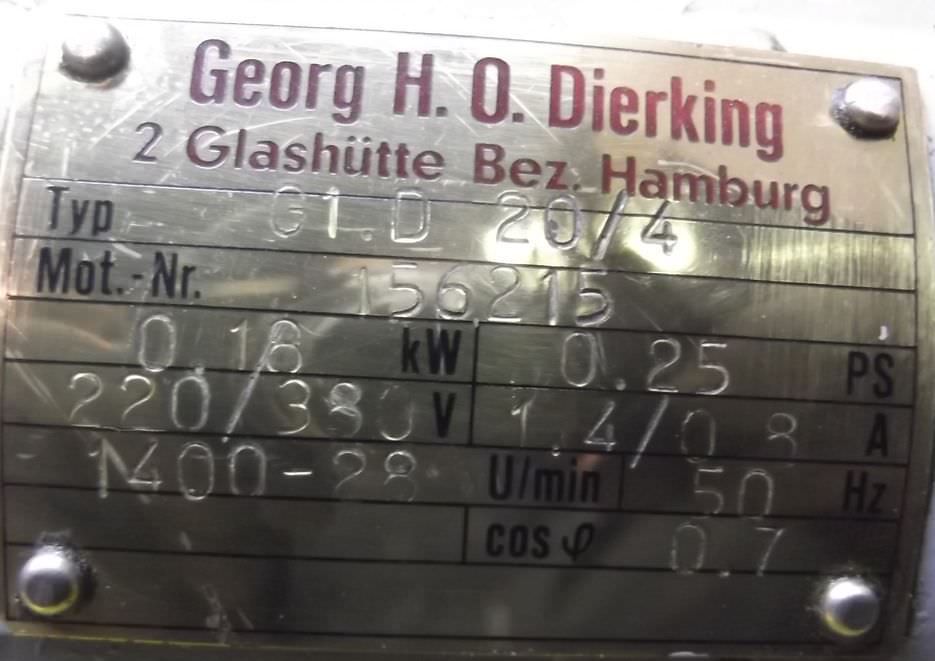 Georg H. O. Dierking
2 Glashütte Bez. Hamburg
Typ G1.D 20/4
Mot.-Nr. 156215
0.18 kW 0.25 PS
220/380 V 1.4/0.8 A
1400-28 U/min 50 Hz
cos φ 0.7